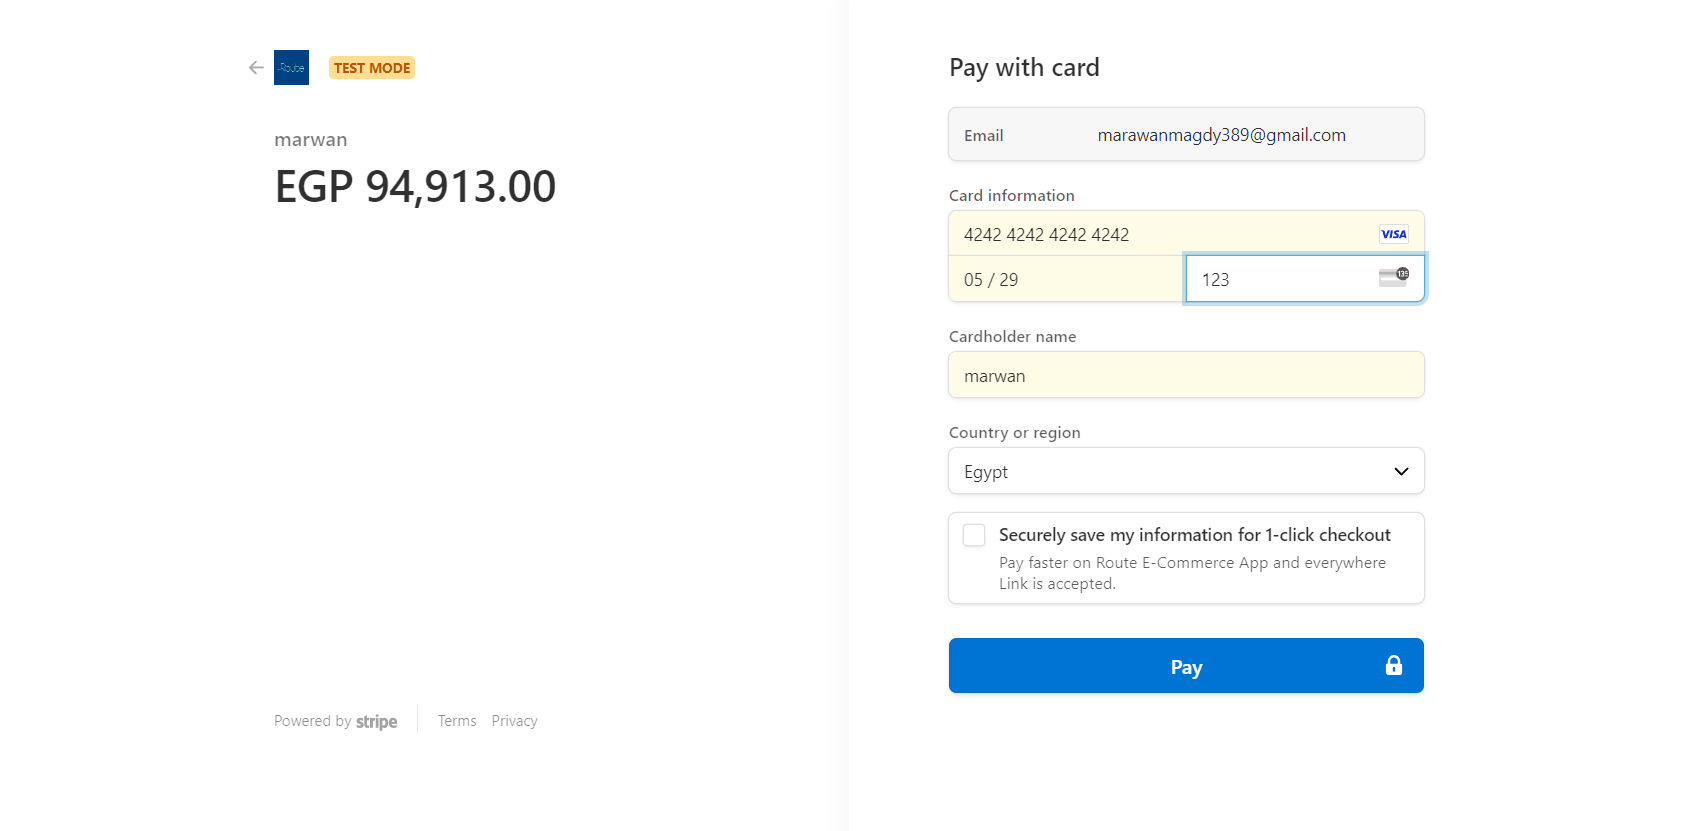 Route
TEST MODE
marwan
EGP 94,913.00
Powered by stripe
Terms
Privacy
Pay with card
Email
marawanmagdy389@gmail.com
Card information
4242 4242 4242 4242
VISA
05 / 29
123
135
Cardholder name
marwan
Country or region
Egypt
Securely save my information for 1-click checkout
Pay faster on Route E-Commerce App and everywhere
Link is accepted.
Pay